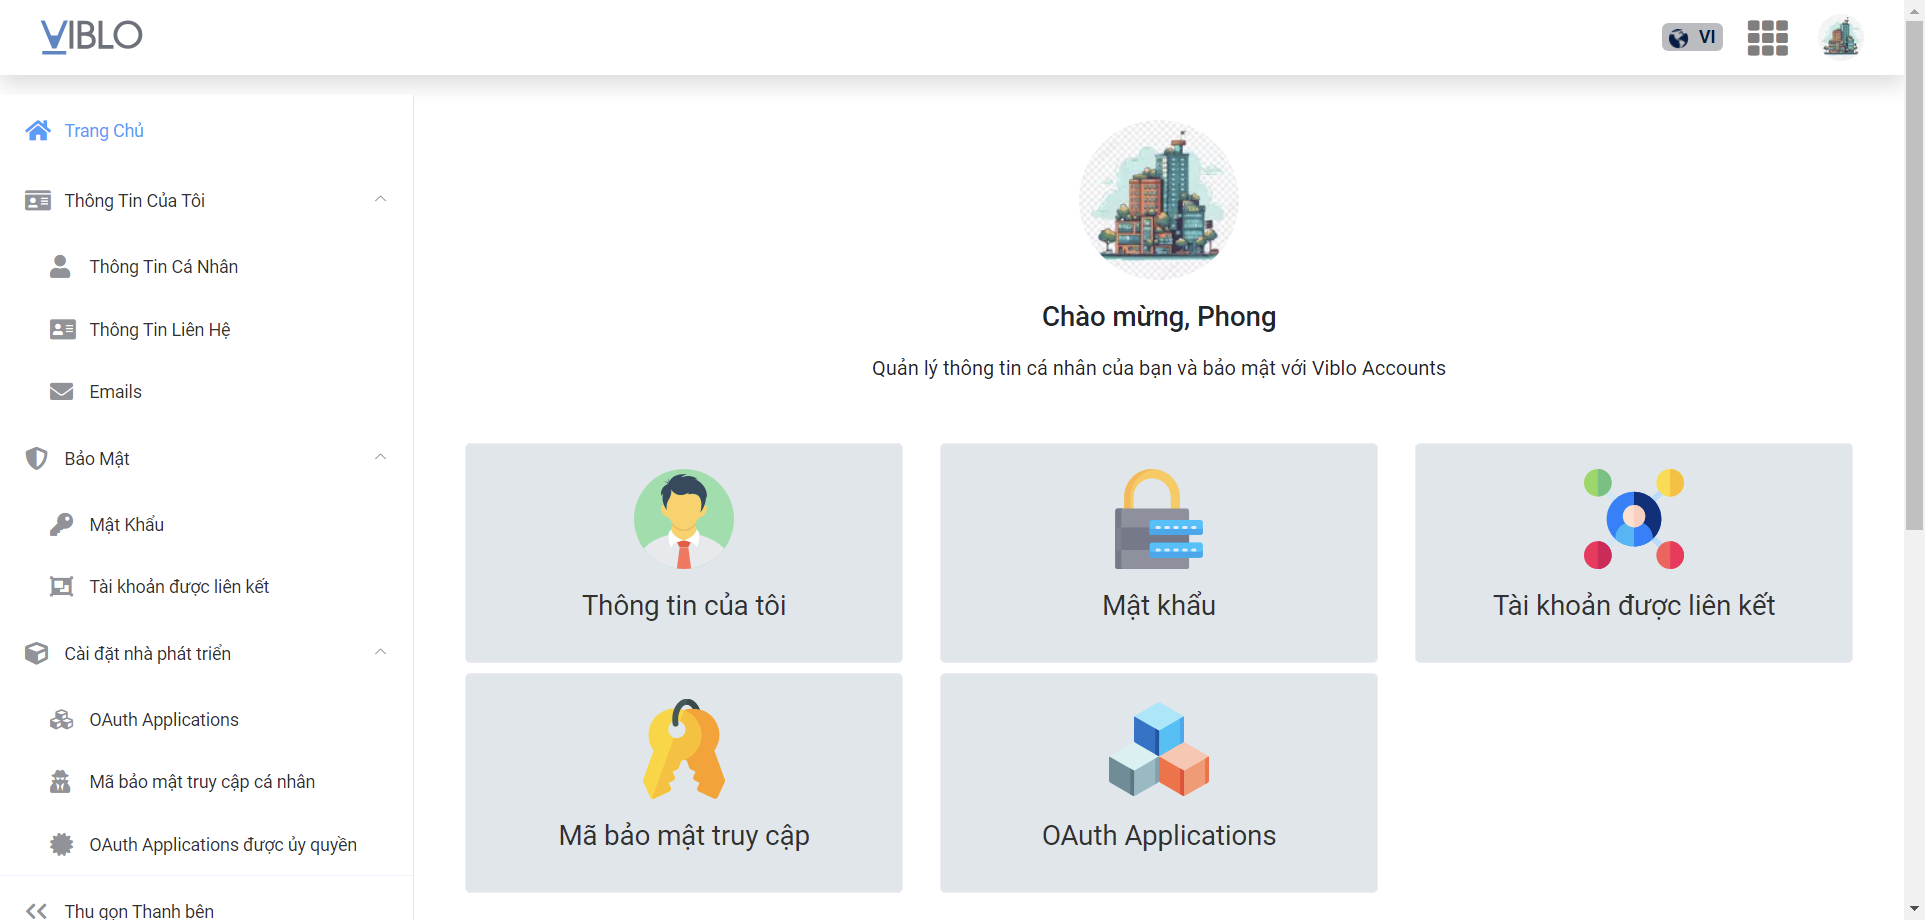 VIBLO
VI
Trang Chủ
Thông Tin Của Tôi
Thông Tin Cá Nhân
Thông Tin Liên Hệ
Emails
Bảo Mật
Mật Khẩu
Tài khoản được liên kết
Cài đặt nhà phát triển
OAuth Applications
Mã bảo mật truy cập cá nhân
OAuth Applications được ủy quyền
Thu gọn Thanh bên
Chào mừng, Phong
Quản lý thông tin cá nhân của bạn và bảo mật với Viblo Accounts
Thông tin của tôi
Mật khẩu
Tài khoản được liên kết
Mã bảo mật truy cập
OAuth Applications